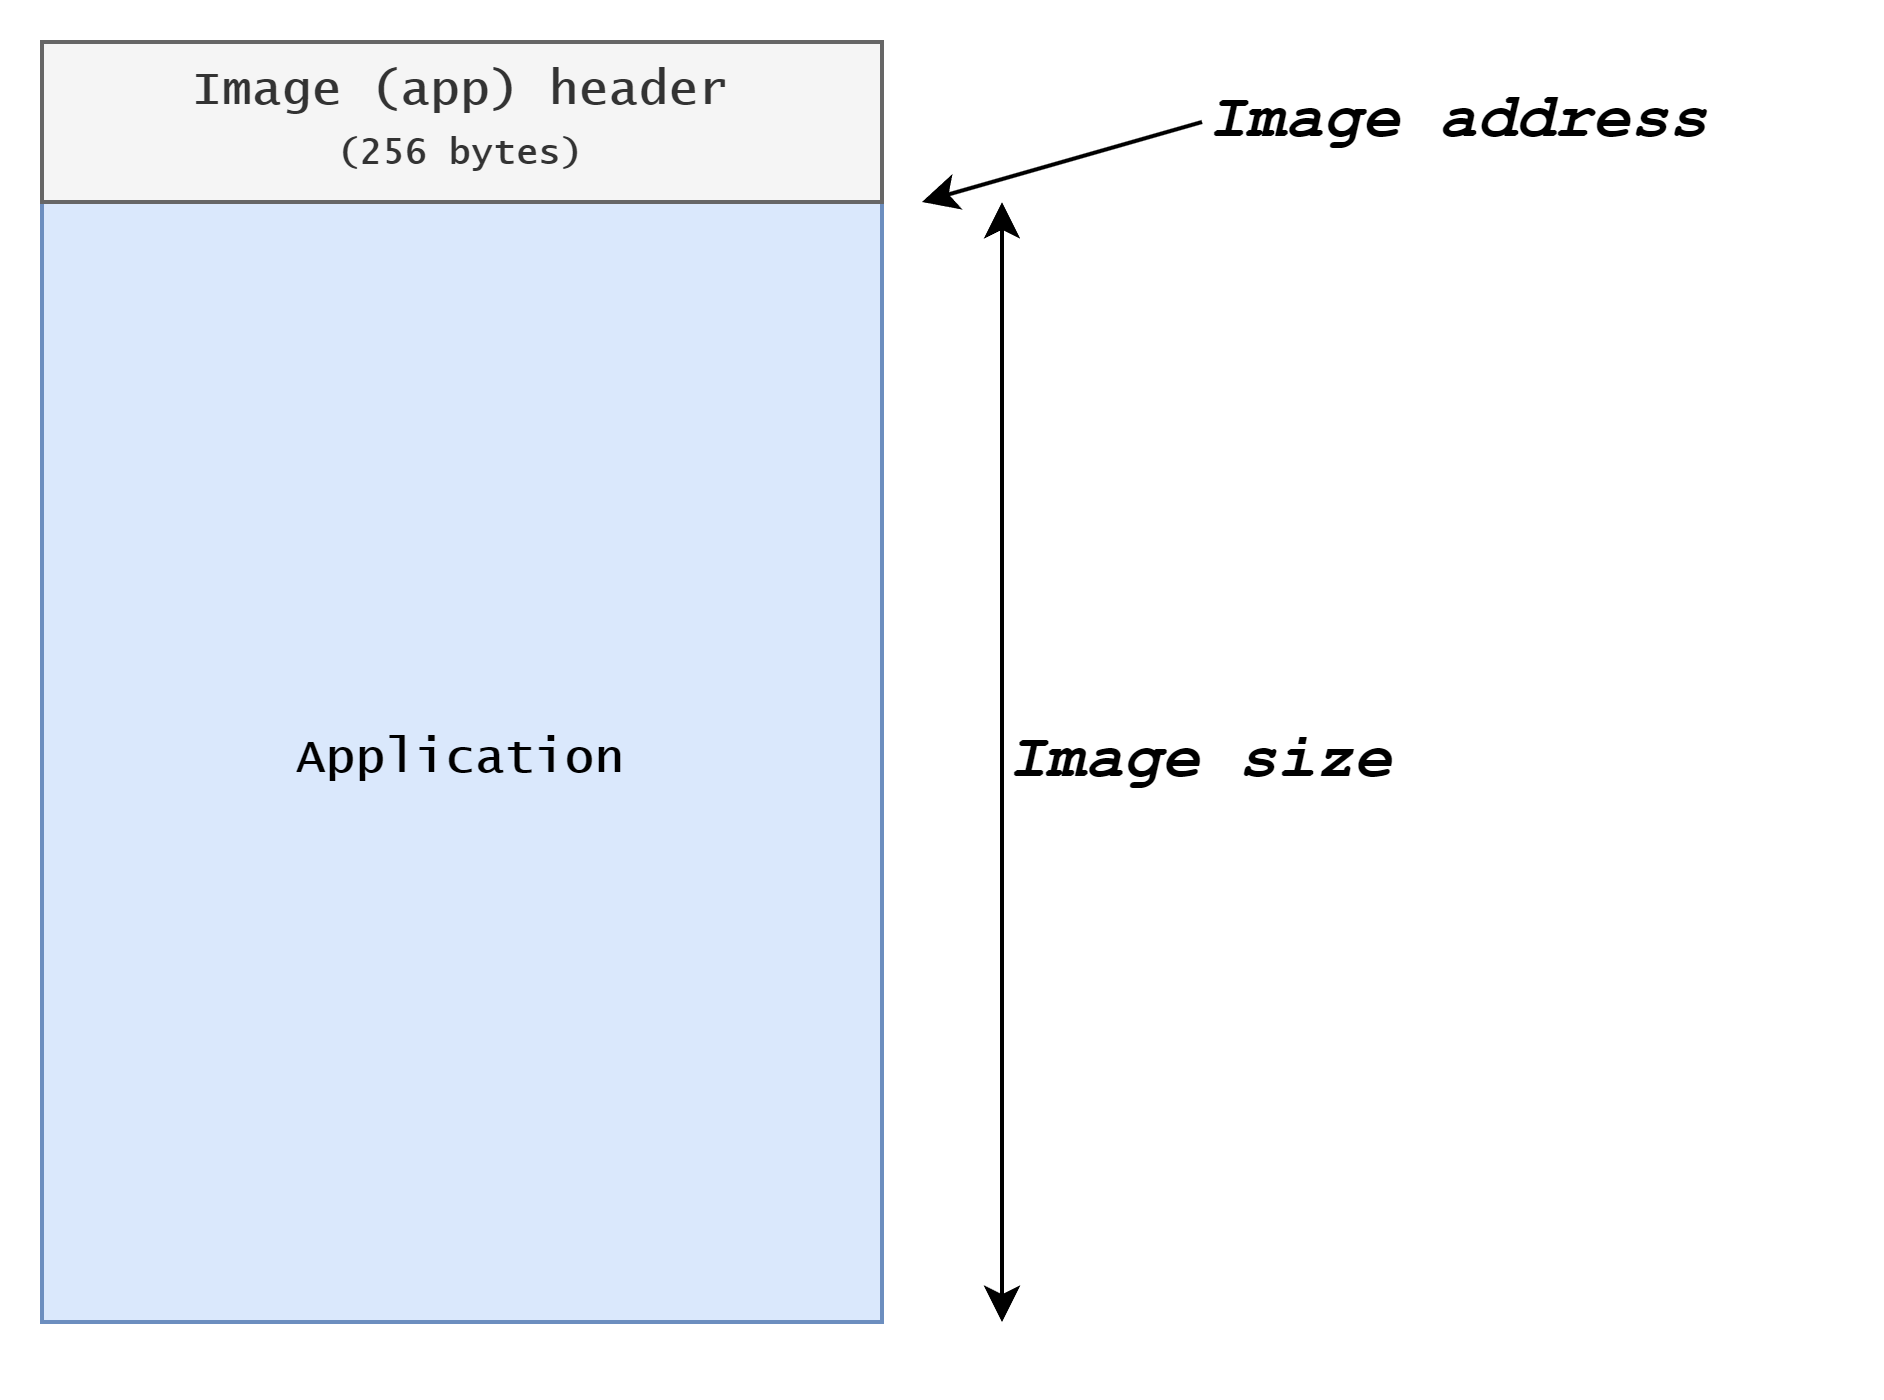 Image (app) header
(256 bytes)
Image address
Application
Image size